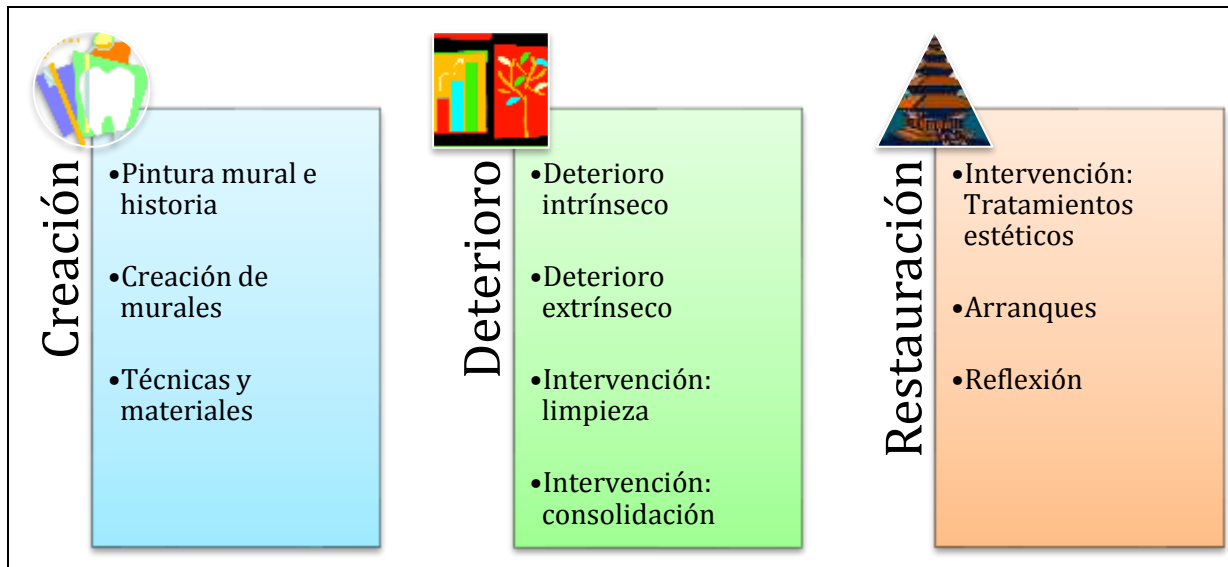 Creación
•Pintura mural e
historia
•Creación de
murales
•Técnicas y
materiales
Deterioro
•Deterioro
intrínseco
•Deterioro
extrínseco
•Intervención:
limpieza
•Intervención:
consolidación
Restauración
•Intervención:
Tratamientos
estéticos
•Arranques
•Reflexión